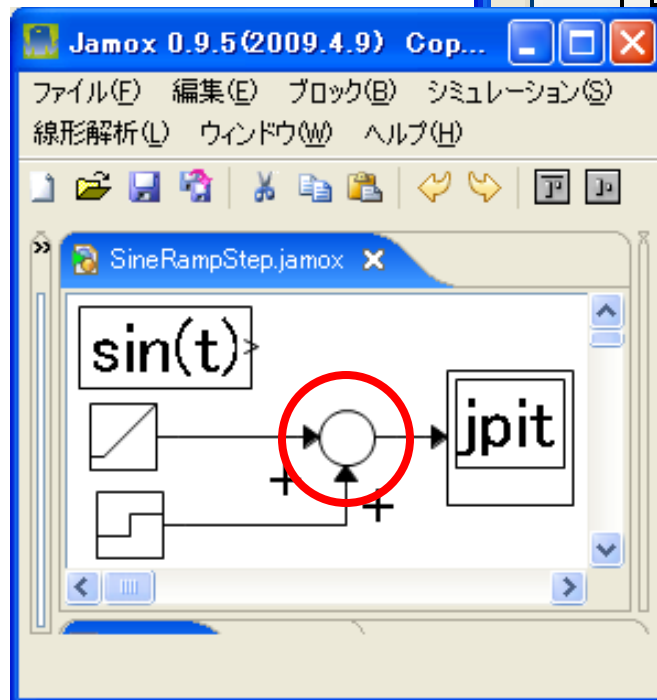 Jamox 0.9.5(2009.4.9) Cop...
ファイル(F) 編集(E) ブロック(B) シミュレーション(S)
線形解析(L) ウィンドウ(W) ヘルプ(H)
SineRampStep.jamox
sin(t)
jpit
+
+